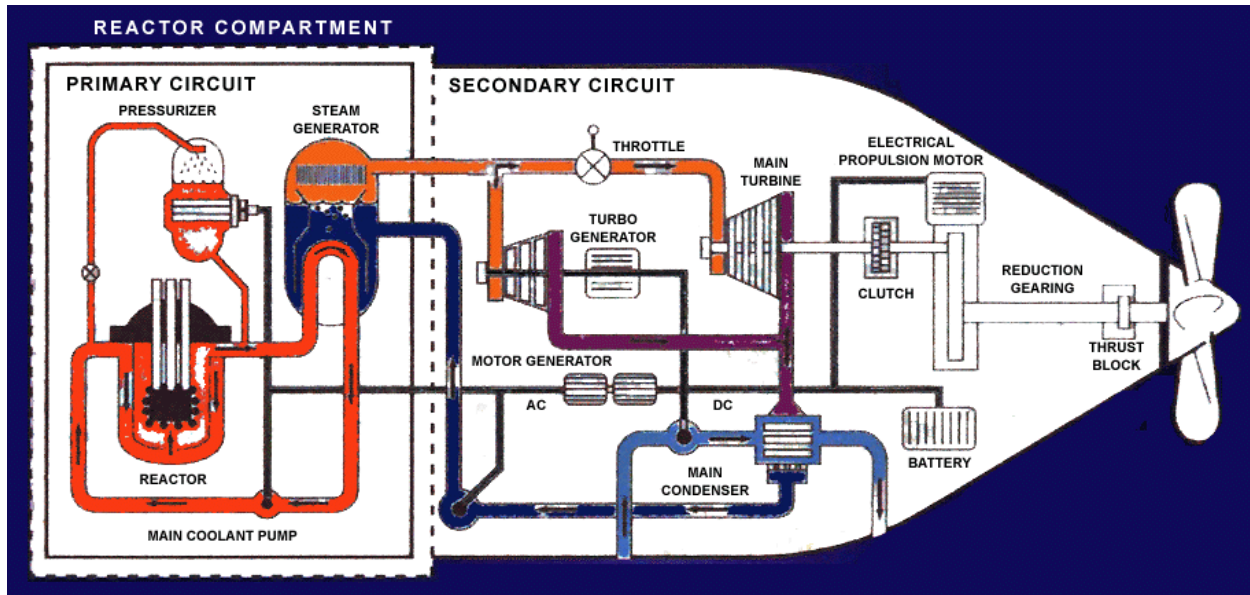 REACTOR COMPARTMENT
PRIMARY CIRCUIT
PRESSURIZER
STEAM
GENERATOR
REACTOR
MAIN COOLANT PUMP
SECONDARY CIRCUIT
THROTTLE
MAIN
TURBINE
ELECTRICAL
PROPULSION MOTOR
TURBO
GENERATOR
CLUTCH
REDUCTION
GEARING
THRUST
BLOCK
MOTOR GENERATOR
AC
DC
MAIN
CONDENSER
BATTERY